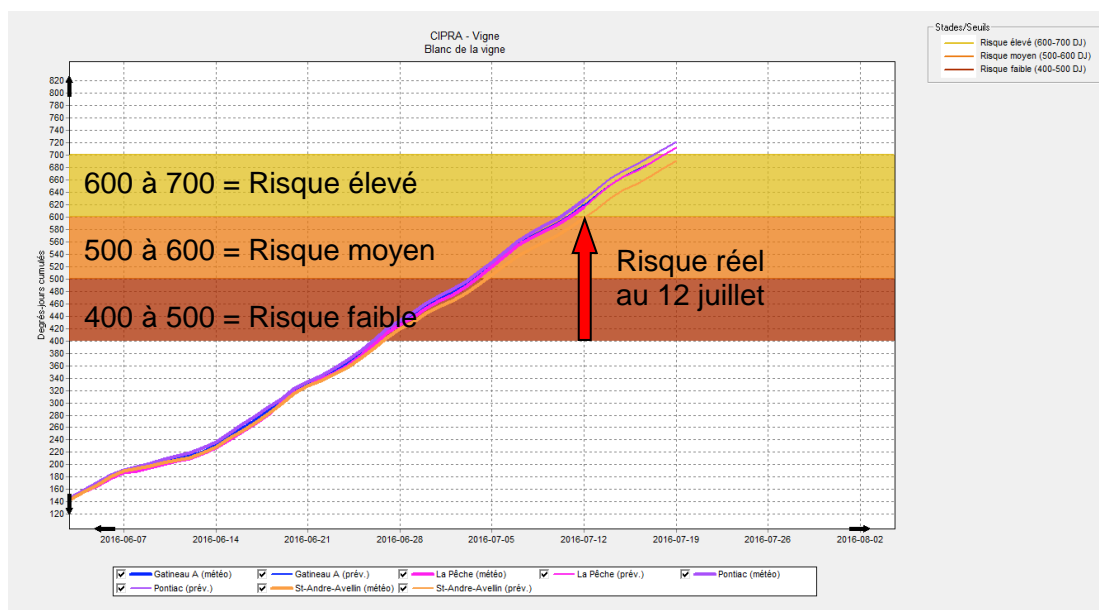 CIPRA - Vigne
Blanc de la vigne
Stades/Seuils
Risque élevé (600-700 DJ)
Risque moyen (500-600 DJ)
Risque faible (400-500 DJ)
Degrés-jours cumulés
820
800
780
760
740
720
700
680
660
640
620
600
580
560
540
520
500
480
460
440
420
400
380
360
340
320
300
280
260
240
220
200
180
160
140
120
600 à 700 = Risque élevé
500 à 600 = Risque moyen
400 à 500 = Risque faible
Risque réel
au 12 juillet
2016-06-07 2016-06-14 2016-06-21 2016-06-28 2016-07-05 2016-07-12 2016-07-19 2016-07-26 2016-08-02
Gatineau A (météo) Gatineau A (prév.) La Pêche (météo) La Pêche (prév.) Pontiac (météo)
Pontiac (prév.) St-Andre-Avellin (météo) St-Andre-Avellin (prév.)